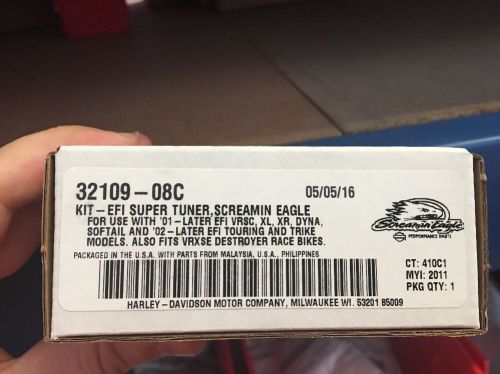 32109-08C 05/05/16
KIT-EFI SUPER TUNER,SCREAMIN EAGLE
FOR USE WITH '01-LATER EFI VRSC, XL, XR, DYNA,
SOFTAIL AND '02-LATER EFI TOURING AND TRIKE
MODELS. ALSO FITS VRXSE DESTROYER RACE BIKES.
PACKAGED IN U.S.A. WITH PARTS FROM MALAYSIA, U.S.A., PHILIPPINES
HARLEY-DAVIDSON MOTOR COMPANY, MILWAUKEE WI. 53201 85009
Screamin' Eagle
PERFORMANCE PARTS
CT: 410C1
MYI: 2011
PKG QTY: 1